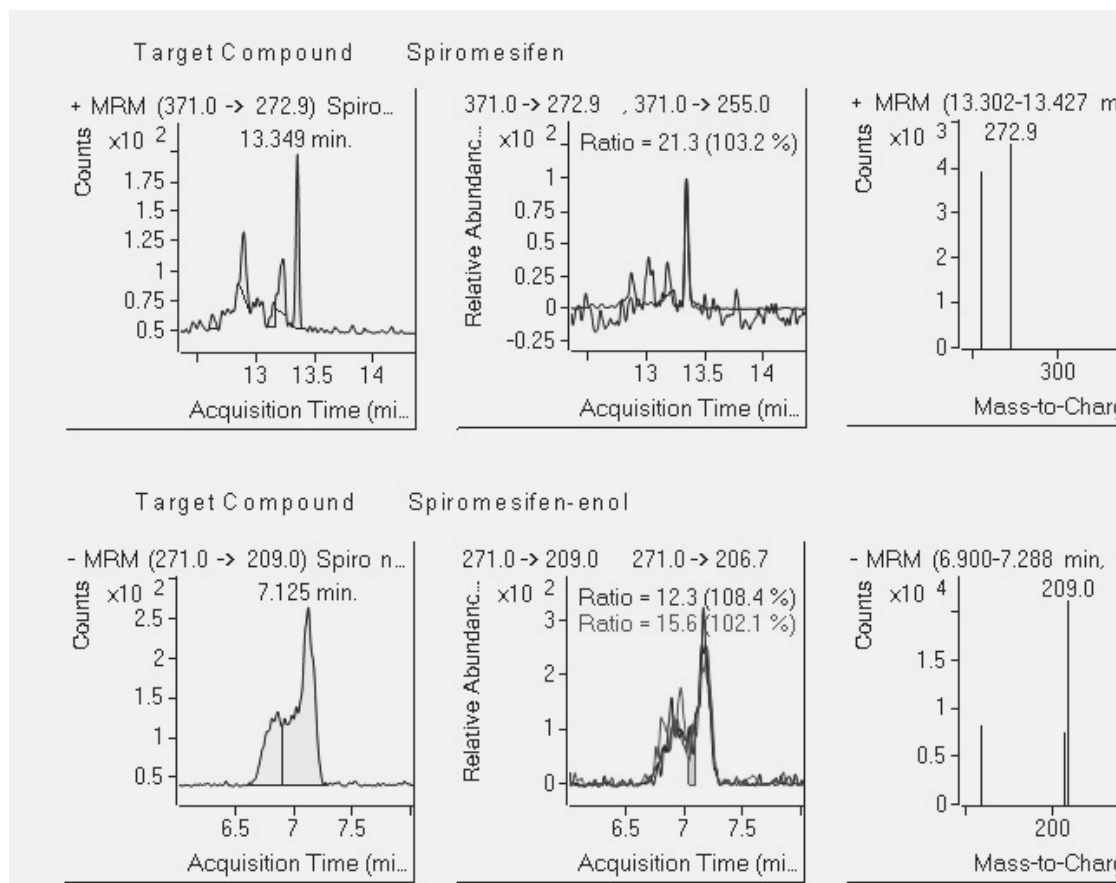 Target Compound Spiromesifen
+ MRM (371.0 -> 272.9) Spiro...
Counts
x10 2
13.349 min.
1.75
1.5
1.25
1
0.75
0.5
13 13.5 14
Acquisition Time (mi...
371.0 -> 272.9 , 371.0 -> 255.0
Relative Abundanc...
x10 2
Ratio = 21.3 (103.2 %)
1
0.75
0.5
0.25
0
-0.25
13 13.5 14
Acquisition Time (mi...
+ MRM (13.302-13.427 m
Counts
x10 3
272.9
4
3
2
1
0
300
Mass-to-Charg
Target Compound Spiromesifen-enol
- MRM (271.0 -> 209.0) Spiro n...
Counts
x10 2
7.125 min.
2.5
2
1.5
1
0.5
6.5 7 7.5
Acquisition Time (mi...
271.0 -> 209.0 271.0 -> 206.7
Relative Abundanc...
x10 2
Ratio = 12.3 (108.4 %)
Ratio = 15.6 (102.1 %)
3
2
1
0
6.5 7 7.5
Acquisition Time (mi...
- MRM (6.900-7.288 min,
Counts
x10 4
209.0
1.5
1
0.5
0
200
Mass-to-Charg